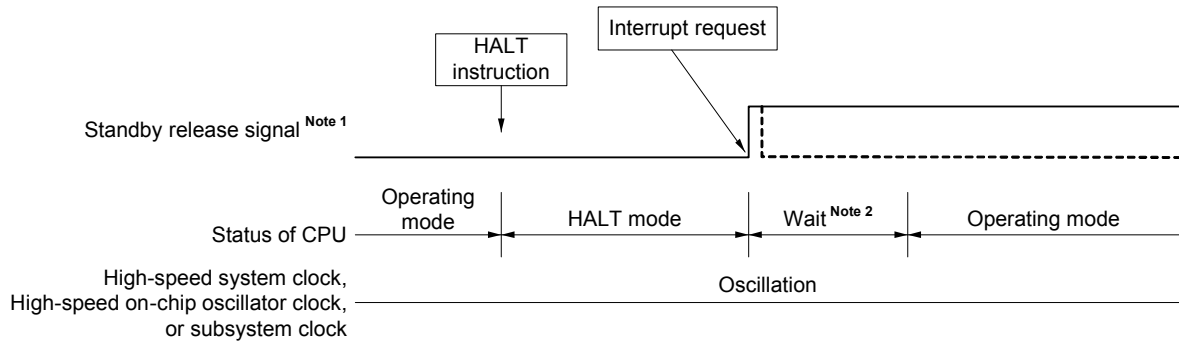 Interrupt request
HALT
instruction
Standby release signal Note 1
Operating
mode
HALT mode
Wait Note 2
Operating mode
Status of CPU
High-speed system clock,
High-speed on-chip oscillator clock,
or subsystem clock
Oscillation